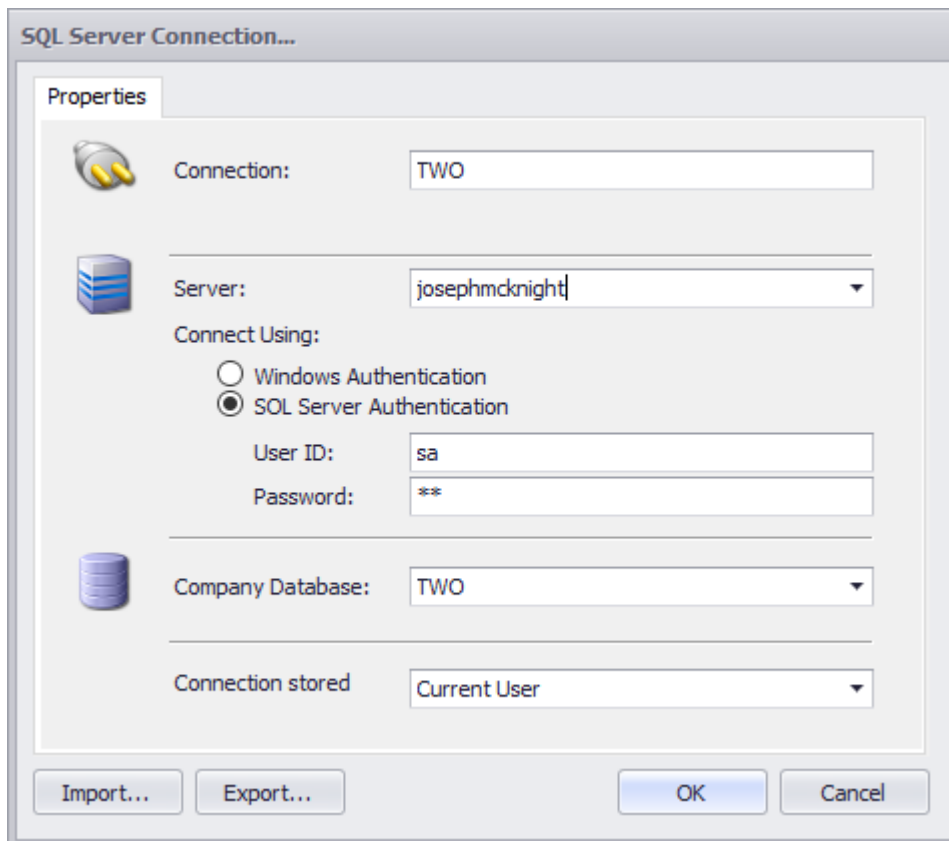 SQL Server Connection...
Properties
Connection: TWO
Server: josephmcknight
Connect Using:
Windows Authentication
SQL Server Authentication
User ID: sa
Password: **
Company Database: TWO
Connection stored Current User
Import... Export... OK Cancel